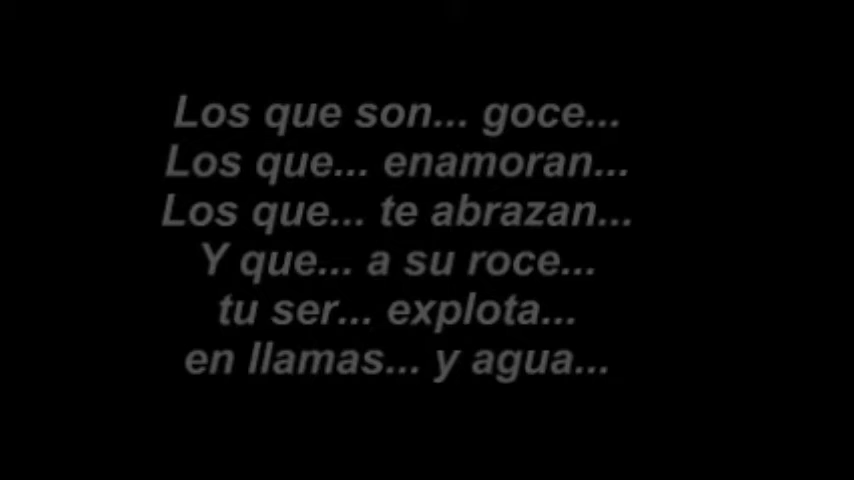 Los que son... goce...
Los que... enamoran...
Los que... te abrazan...
Y que... a su roce...
tu ser... explota...
en llamas... y agua...